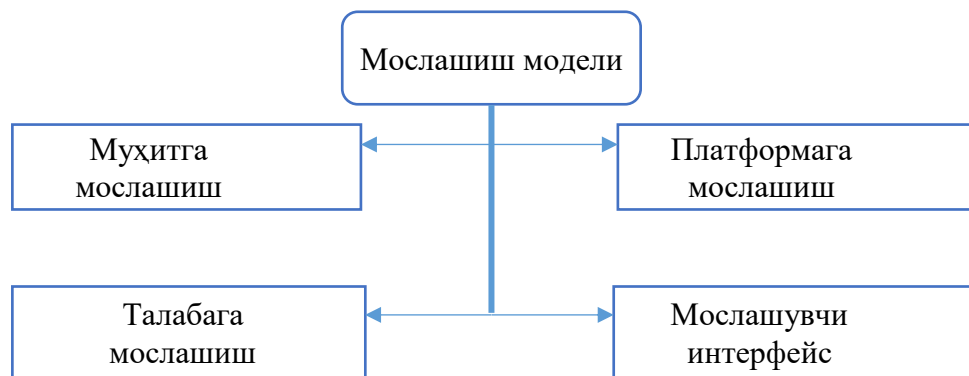 Мослашиш модели
Муҳитга
мослашиш
Платформага
мослашиш
Талабага
мослашиш
Мослашувчи
интерфейс